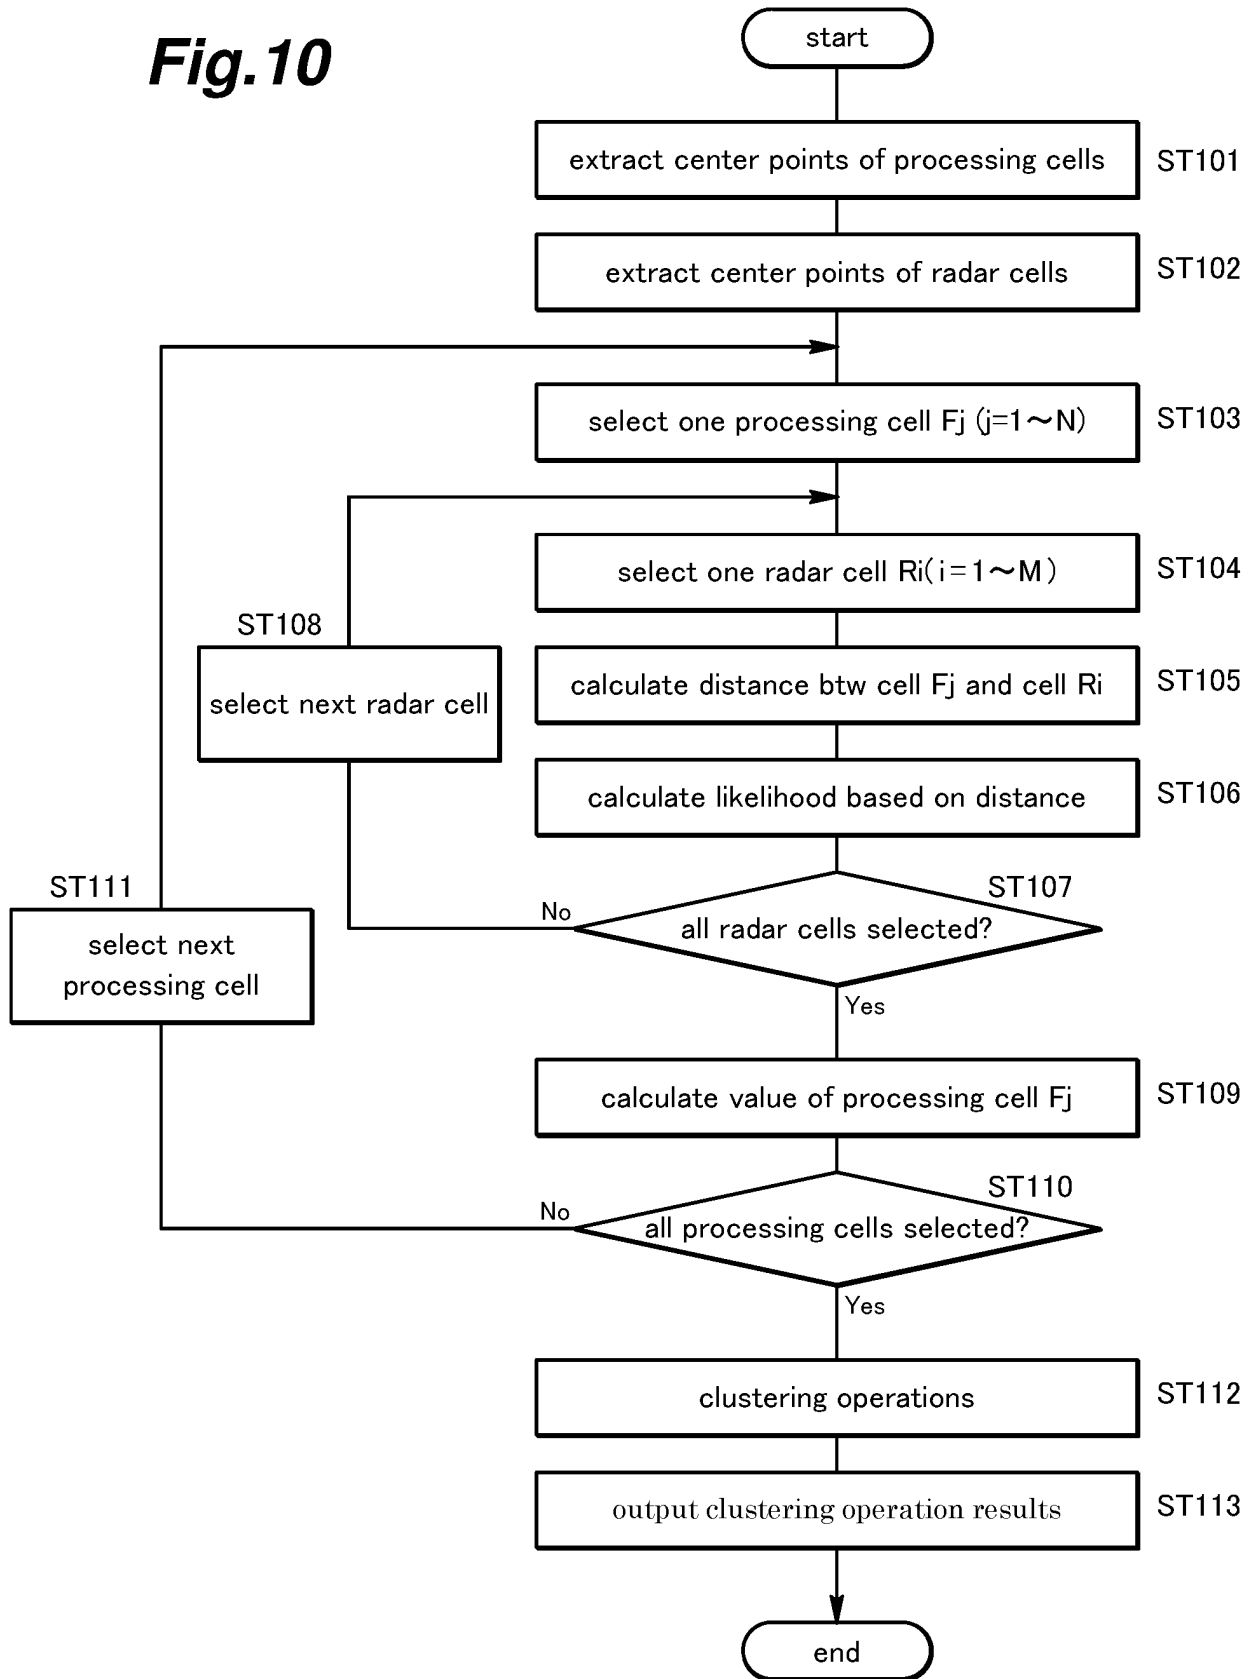 Fig.10
start
extract center points of processing cells
ST101
extract center points of radar cells
ST102
select one processing cell Fj (j=1～N)
ST103
select one radar cell Ri(i=1～M)
ST104
ST108
select next radar cell
calculate distance btw cell Fj and cell Ri
ST105
calculate likelihood based on distance
ST106
ST111
select next
processing cell
ST107
No
all radar cells selected?
Yes
calculate value of processing cell Fj
ST109
ST110
No
all processing cells selected?
Yes
clustering operations
ST112
output clustering operation results
ST113
end